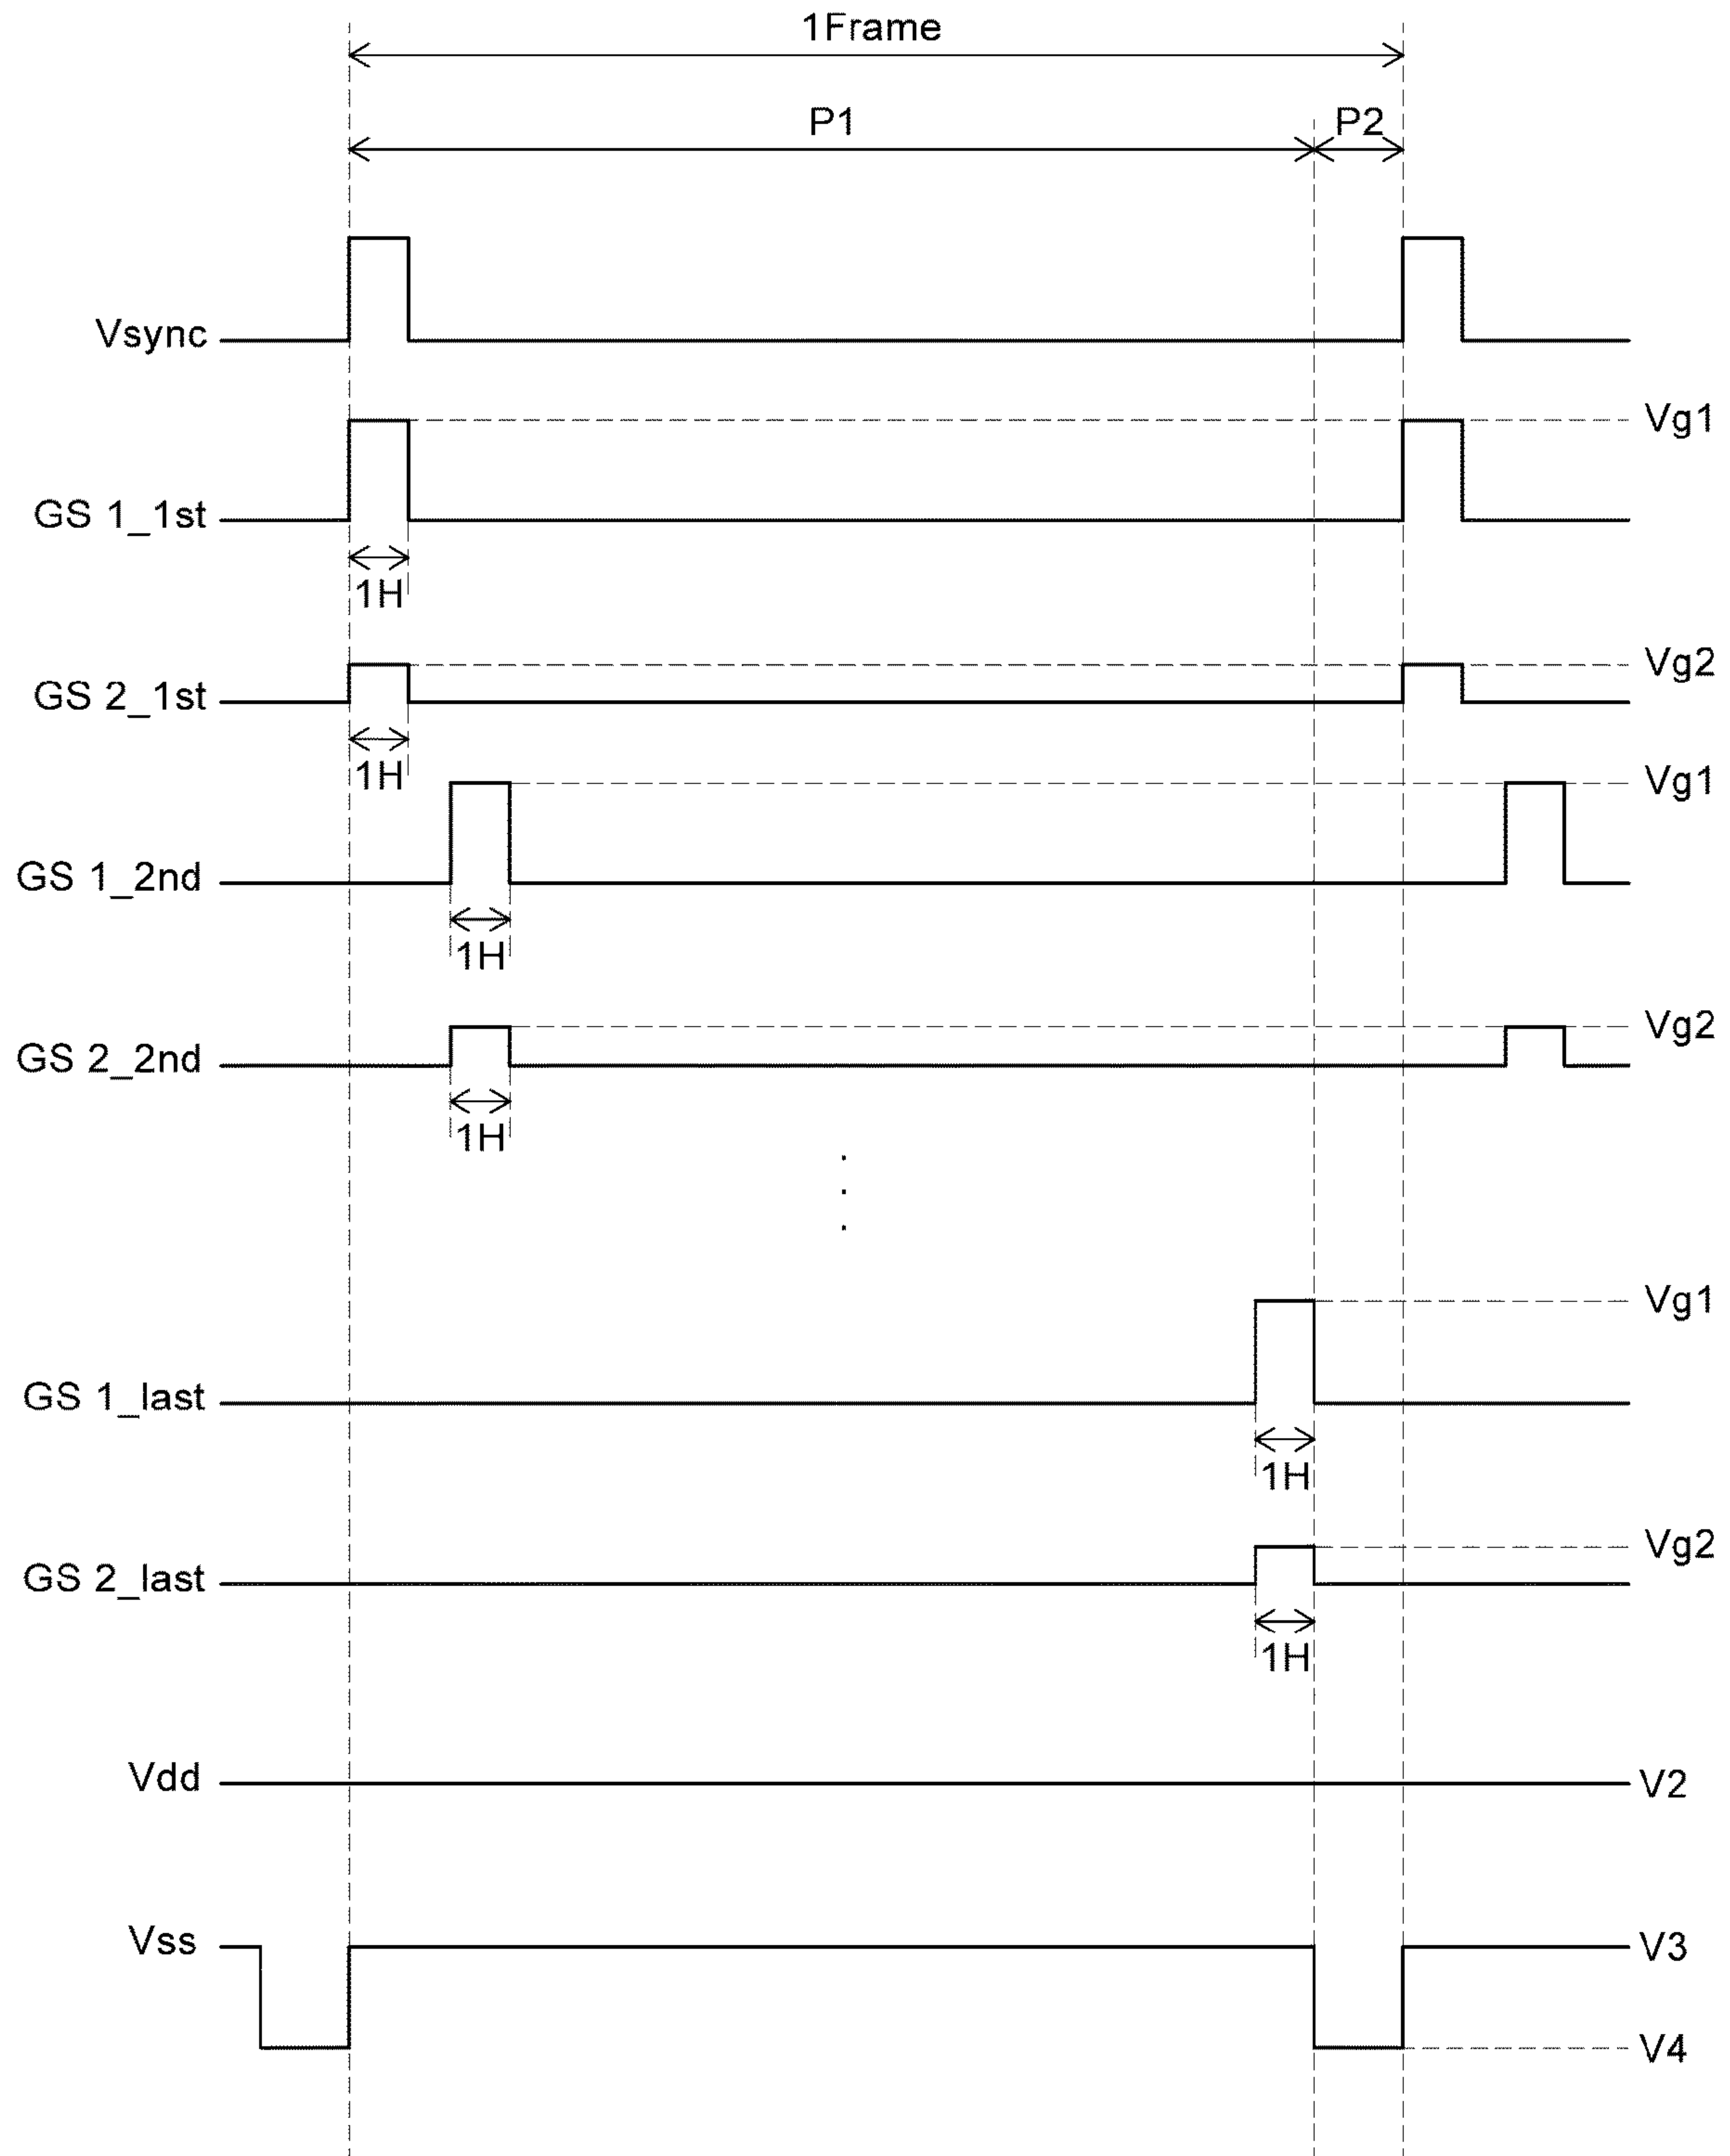 1Frame
P1 P2
Vsync
Vg1
GS 1_1st
1H
Vg2
GS 2_1st
1H
Vg1
GS 1_2nd
1H
Vg2
GS 2_2nd
1H
.
.
.
Vg1
GS 1_last
1H
Vg2
GS 2_last
1H
Vdd V2
Vss V3
V4